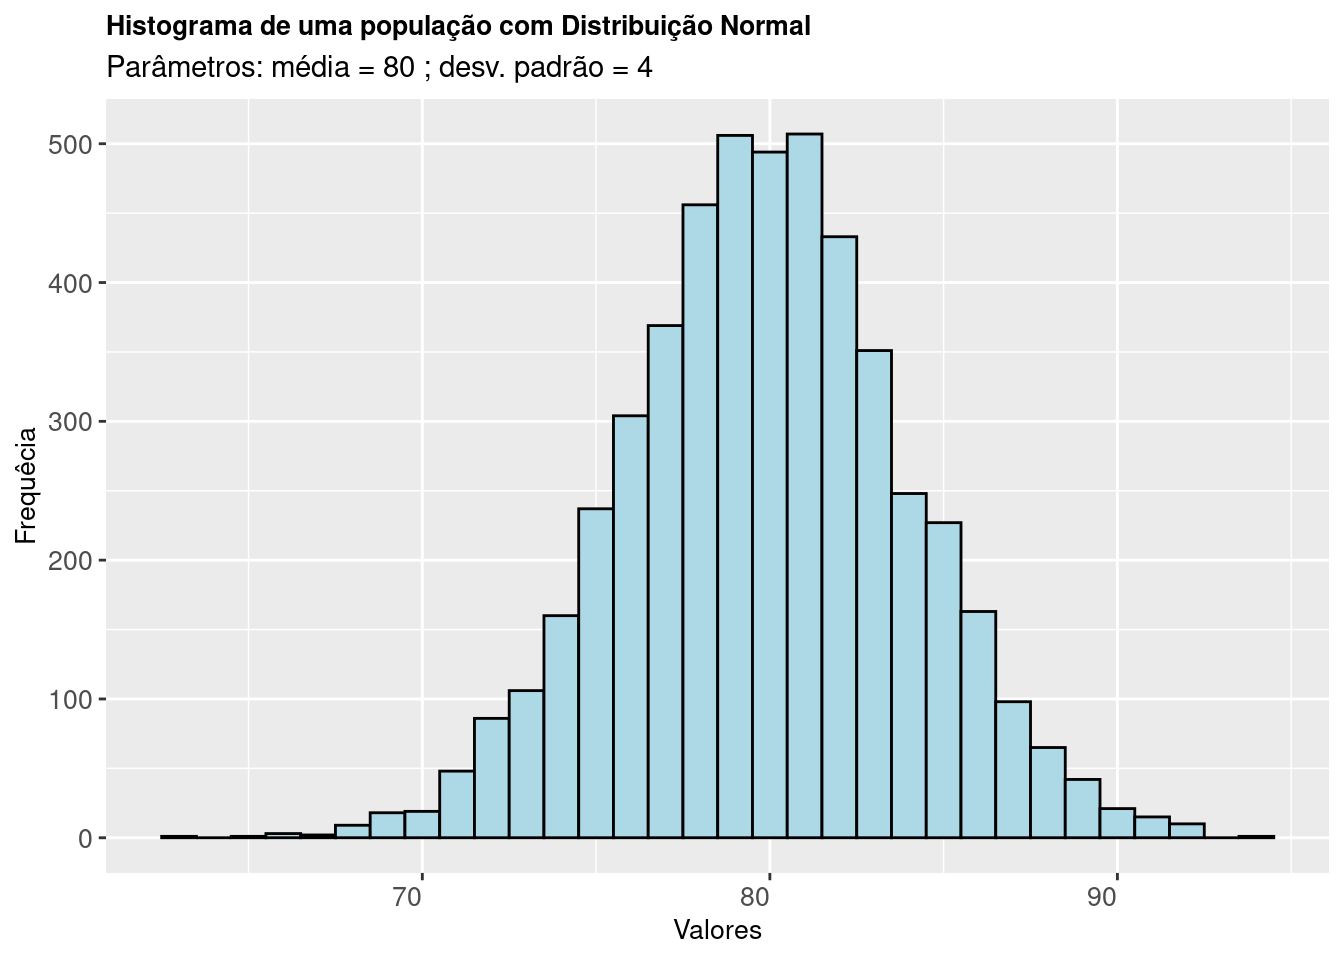 Histograma de uma população com Distribuição Normal
Parâmetros: média = 80 ; desv. padrão = 4
500
400
300
200
100
0
Frequêcia
70 80 90
Valores